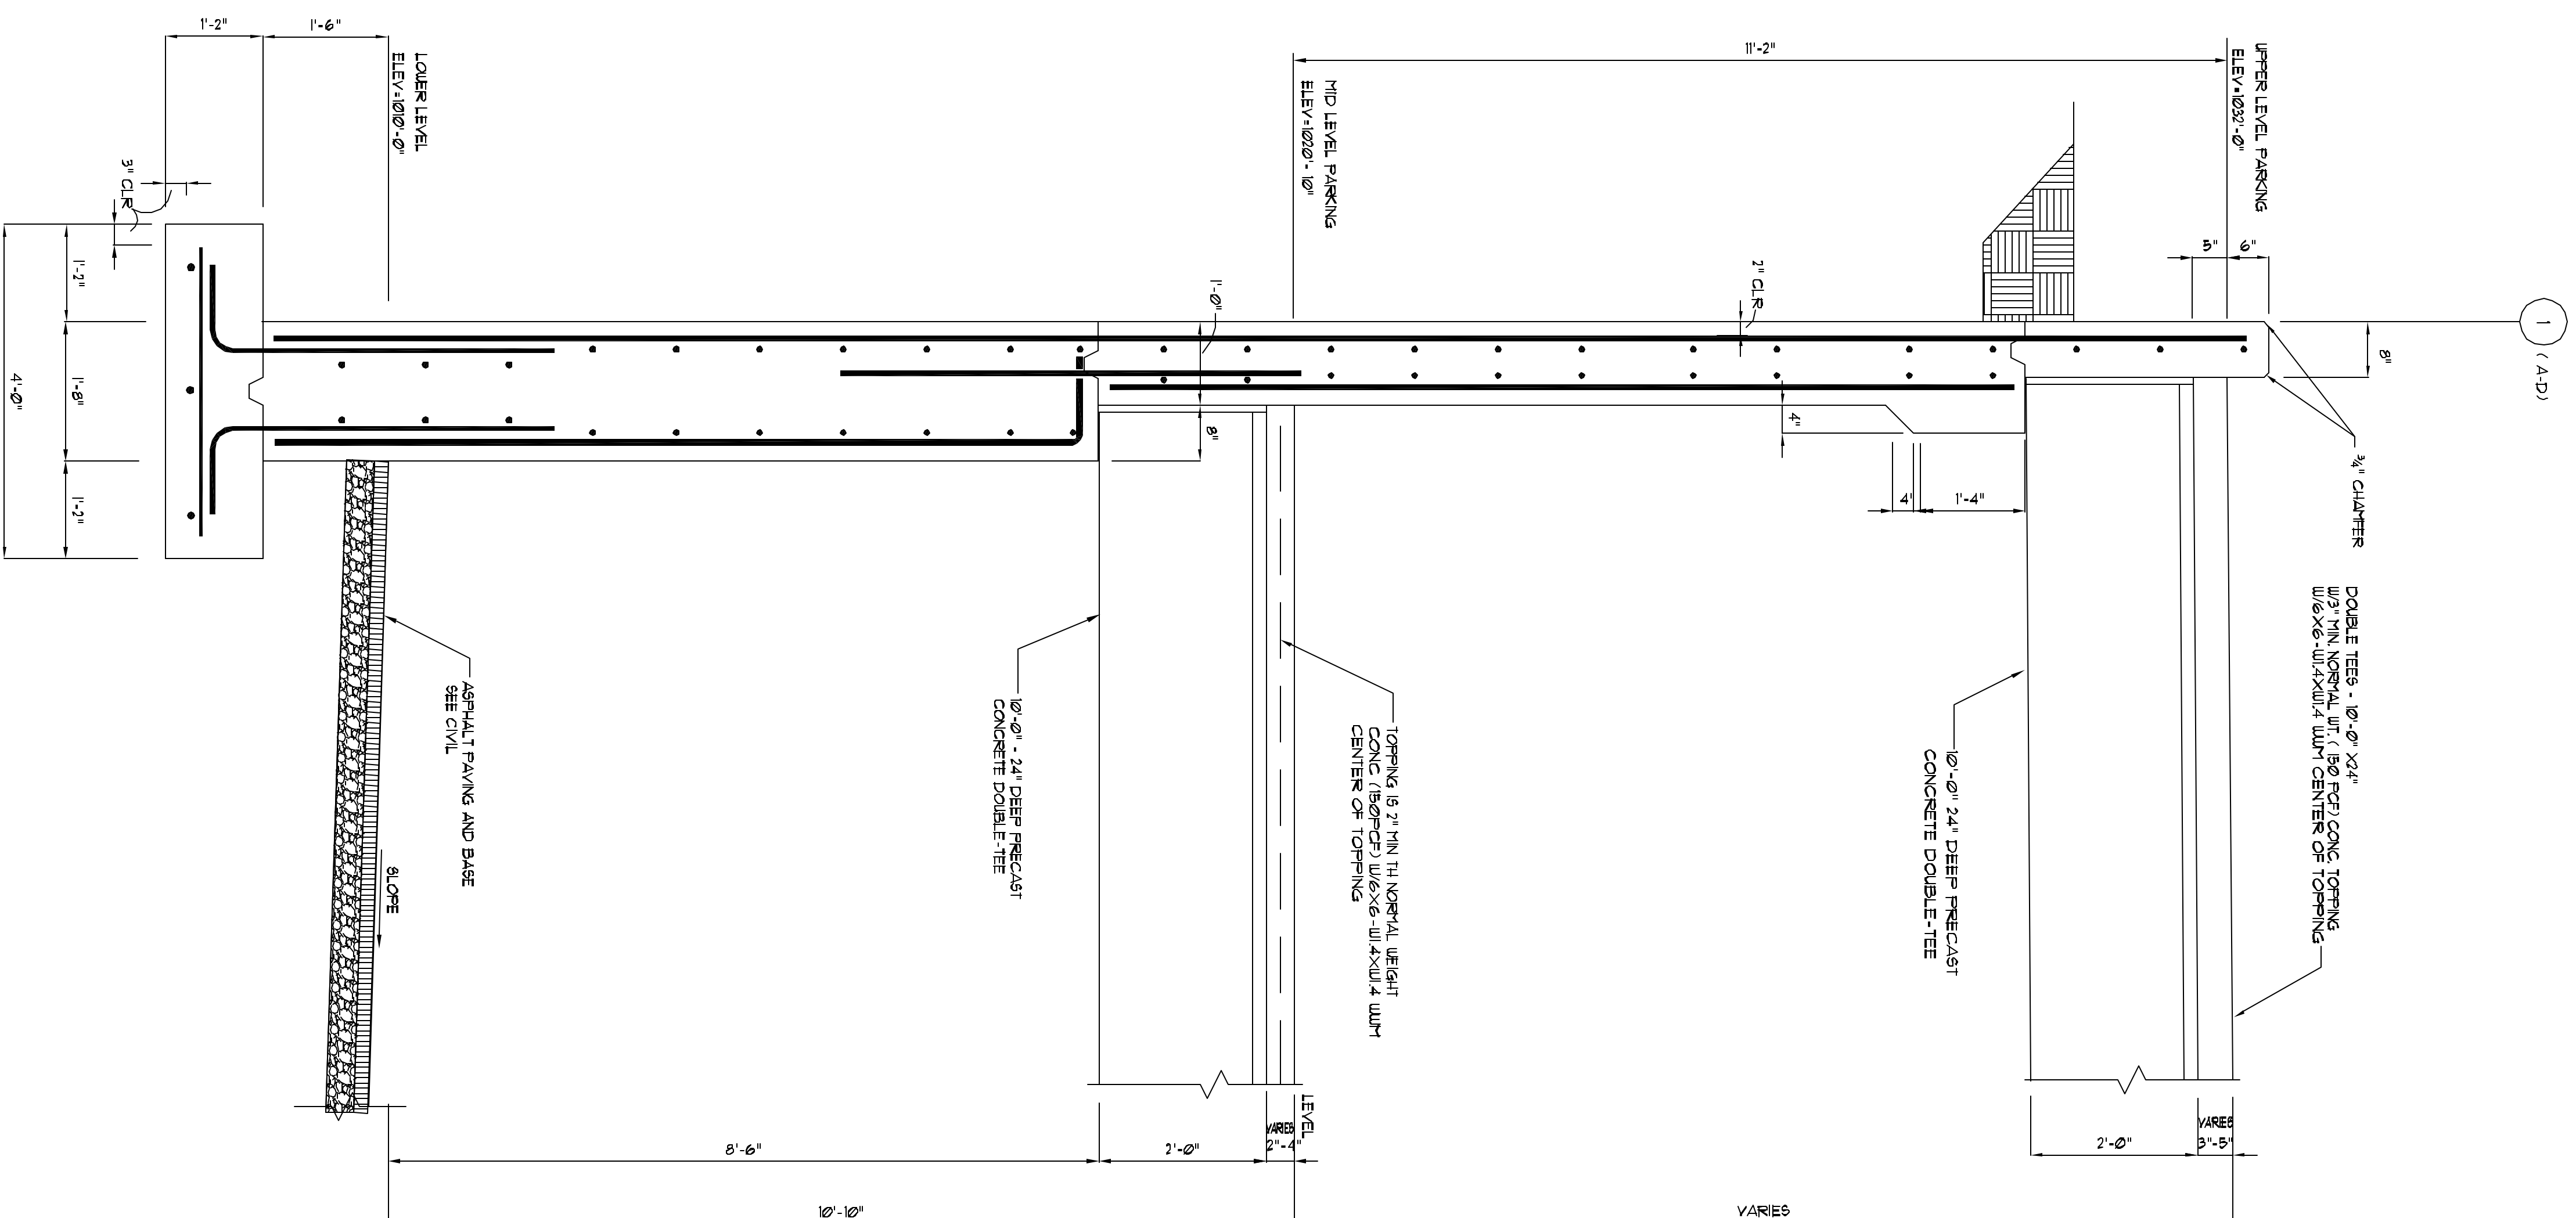 1'-2"
1'-6"
LOWER LEVEL
ELEV=1010'-0"
3" CLR
1'-2"
1'-8"
1'-2"
4'-0"
11'-2"
MID LEVEL PARKING
ELEV=1020'- 10"
UPPER LEVEL PARKING
ELEV=1032'-0"
5"
6"
1
( A-D)
8"
3/4" CHAMFER
2" CLR
1'-0"
8"
4"
4'
1'-4"
DOUBLE TEES - 10'-0" X24"
W/3" MIN. NORMAL WT. ( 150 PCF) CONC. TOPPING
W/6X6-W1.4XW1.4 WWM CENTER OF TOPPING
10'-0" 24" DEEP PRECAST
CONCRETE DOUBLE-TEE
TOPPING IS 2" MIN TH NORMAL WEIGHT
CONC (150PCF) W/6X6-W1.4XW1.4 WWM
CENTER OF TOPPING
10'-0" - 24" DEEP PRECAST
CONCRETE DOUBLE-TEE
ASPHALT PAVING AND BASE
SEE CIVIL
SLOPE
LEVEL
VARIES
2"-4"
2'-0"
8'-6"
10'-10"
VARIES
3"-5"
2'-0"
VARIES